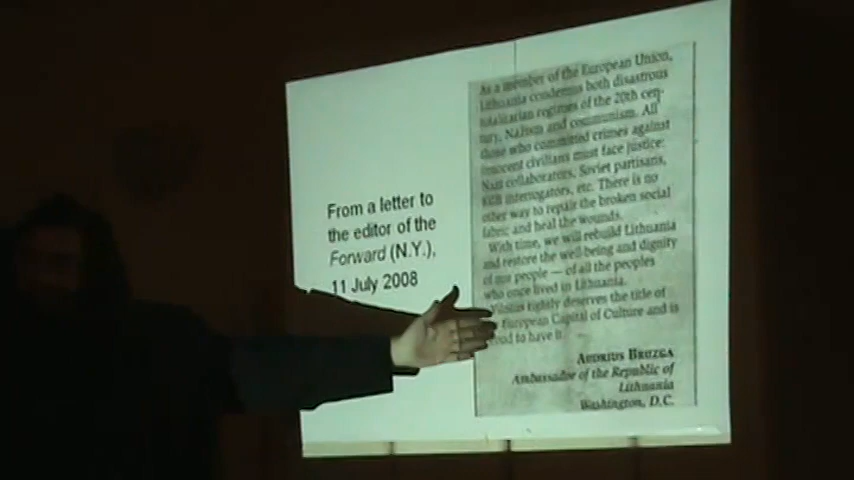 From a letter to
the editor of the
Forward (N.Y.),
11 July 2008
As a member of the European Union,
Lithuania condemns both disastrous
totalitarian regimes of the 20th cen-
tury, Nazism and communism. All
those who committed crimes against
innocent civilians must face justice:
Nazi collaborators, Soviet partisans,
KGB interrogators, etc. There is no
other way to repair the broken social
fabric and heal the wounds.
With time, we will rebuild Lithuania
and restore the well-being and dignity
of our people — of all the peoples
who once lived in Lithuania.
Vilnius rightly deserves the title of
European Capital of Culture and is
to have it.
AUDRIUS BRUZGA
Ambassador of the Republic of
Lithuania
Washington, D.C.